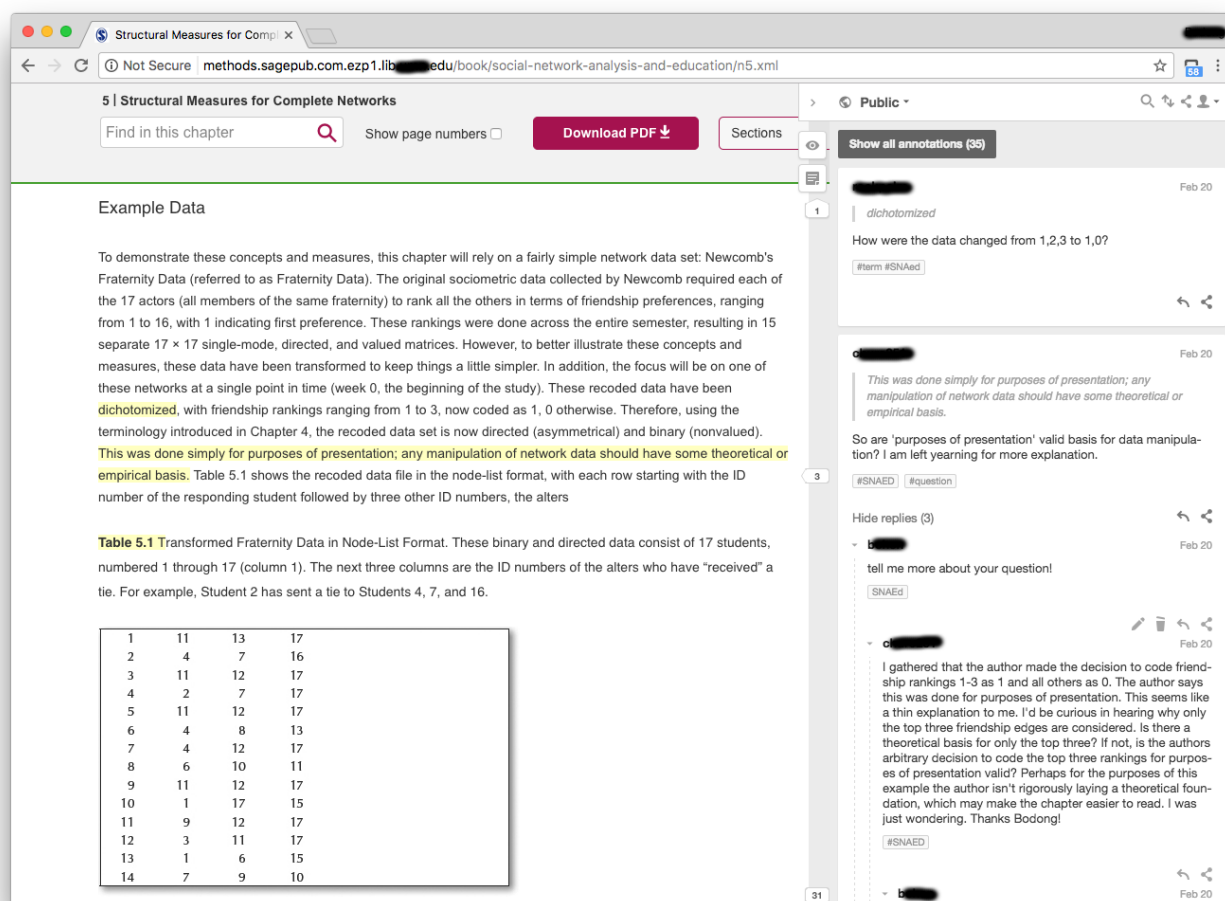 Structural Measures for Compl
Not Secure methods.sagepub.com.ezp1.lib edu/book/social-network-analysis-and-education/n5.xml
58
5 | Structural Measures for Complete Networks
Find in this chapter
Show page numbers
Download PDF
Sections
Example Data
To demonstrate these concepts and measures, this chapter will rely on a fairly simple network data set: Newcomb's
Fraternity Data (referred to as Fraternity Data). The original sociometric data collected by Newcomb required each of
the 17 actors (all members of the same fraternity) to rank all the others in terms of friendship preferences, ranging
from 1 to 16, with 1 indicating first preference. These rankings were done across the entire semester, resulting in 15
separate 17 × 17 single-mode, directed, and valued matrices. However, to better illustrate these concepts and
measures, these data have been transformed to keep things a little simpler. In addition, the focus will be on one of
these networks at a single point in time (week 0, the beginning of the study). These recoded data have been
dichotomized, with friendship rankings ranging from 1 to 3, now coded as 1, 0 otherwise. Therefore, using the
terminology introduced in Chapter 4, the recoded data set is now directed (asymmetrical) and binary (nonvalued).
This was done simply for purposes of presentation; any manipulation of network data should have some theoretical or
empirical basis. Table 5.1 shows the recoded data file in the node-list format, with each row starting with the ID
number of the responding student followed by three other ID numbers, the alters
Table 5.1 Transformed Fraternity Data in Node-List Format. These binary and directed data consist of 17 students,
numbered 1 through 17 (column 1). The next three columns are the ID numbers of the alters who have “received” a
tie. For example, Student 2 has sent a tie to Students 4, 7, and 16.
1 11 13 17
2 4 7 16
3 11 12 17
4 2 7 17
5 11 12 17
6 4 8 13
7 4 12 17
8 6 10 11
9 11 12 17
10 1 17 15
11 9 12 17
12 3 11 17
13 1 6 15
14 7 9 10
1
3
31
Public
Show all annotations (35)
Feb 20
dichotomized
How were the data changed from 1,2,3 to 1,0?
#term #SNAed
Feb 20
This was done simply for purposes of presentation; any
manipulation of network data should have some theoretical or
empirical basis.
So are 'purposes of presentation' valid basis for data manipula-
tion? I am left yearning for more explanation.
#SNAED #question
Hide replies (3)
Feb 20
tell me more about your question!
SNAEd
Feb 20
I gathered that the author made the decision to code friend-
ship rankings 1-3 as 1 and all others as 0. The author says
this was done for purposes of presentation. This seems like
a thin explanation to me. I'd be curious in hearing why only
the top three friendship edges are considered. Is there a
theoretical basis for only the top three? If not, is the authors
arbitrary decision to code the top three rankings for purpos-
es of presentation valid? Perhaps for the purposes of this
example the author isn't rigorously laying a theoretical foun-
dation, which may make the chapter easier to read. I was
just wondering. Thanks Bodong!
#SNAED
Feb 20